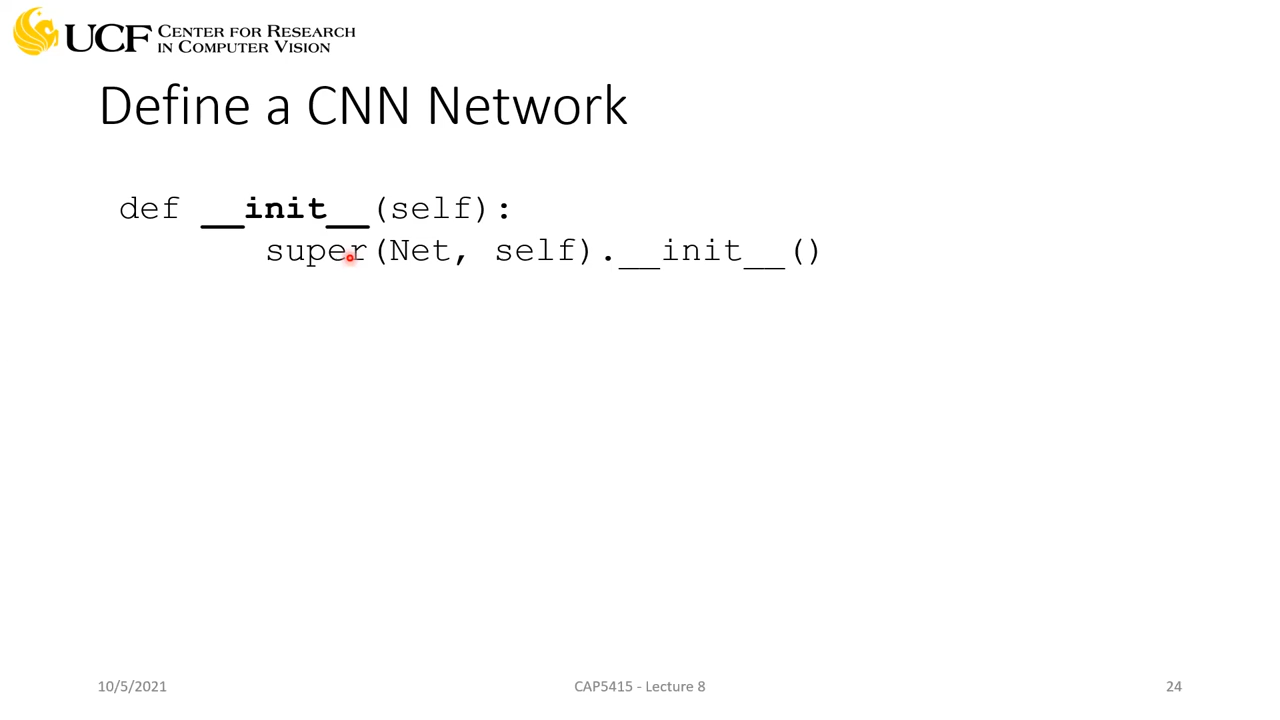 UCF CENTER FOR RESEARCH
IN COMPUTER VISION
Define a CNN Network
def __init__(self):
super(Net, self).__init__()
10/5/2021
CAP5415 - Lecture 8
24